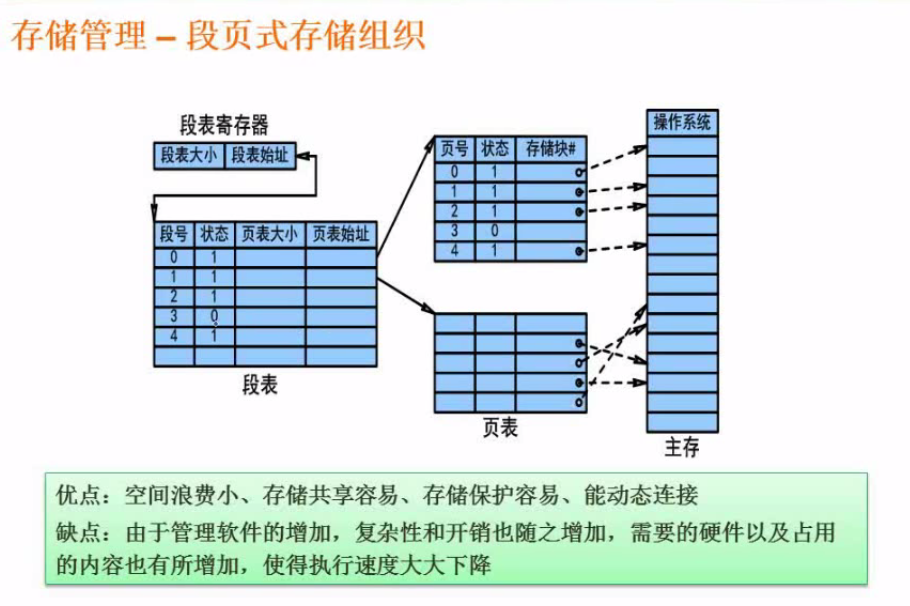 存储管理 – 段页式存储组织
段表寄存器
段表大小 段表始址
段号 状态 页表大小 页表始址
0 1
1 1
2 1
3 0
4 1
段表
页号 状态 存储块#
0 1
1 1
2 1
3 0
4 1
页表
操作系统
主存
优点：空间浪费小、存储共享容易、存储保护容易、能动态连接
缺点：由于管理软件的增加，复杂性和开销也随之增加，需要的硬件以及占用
的内容也有所增加，使得执行速度大大下降